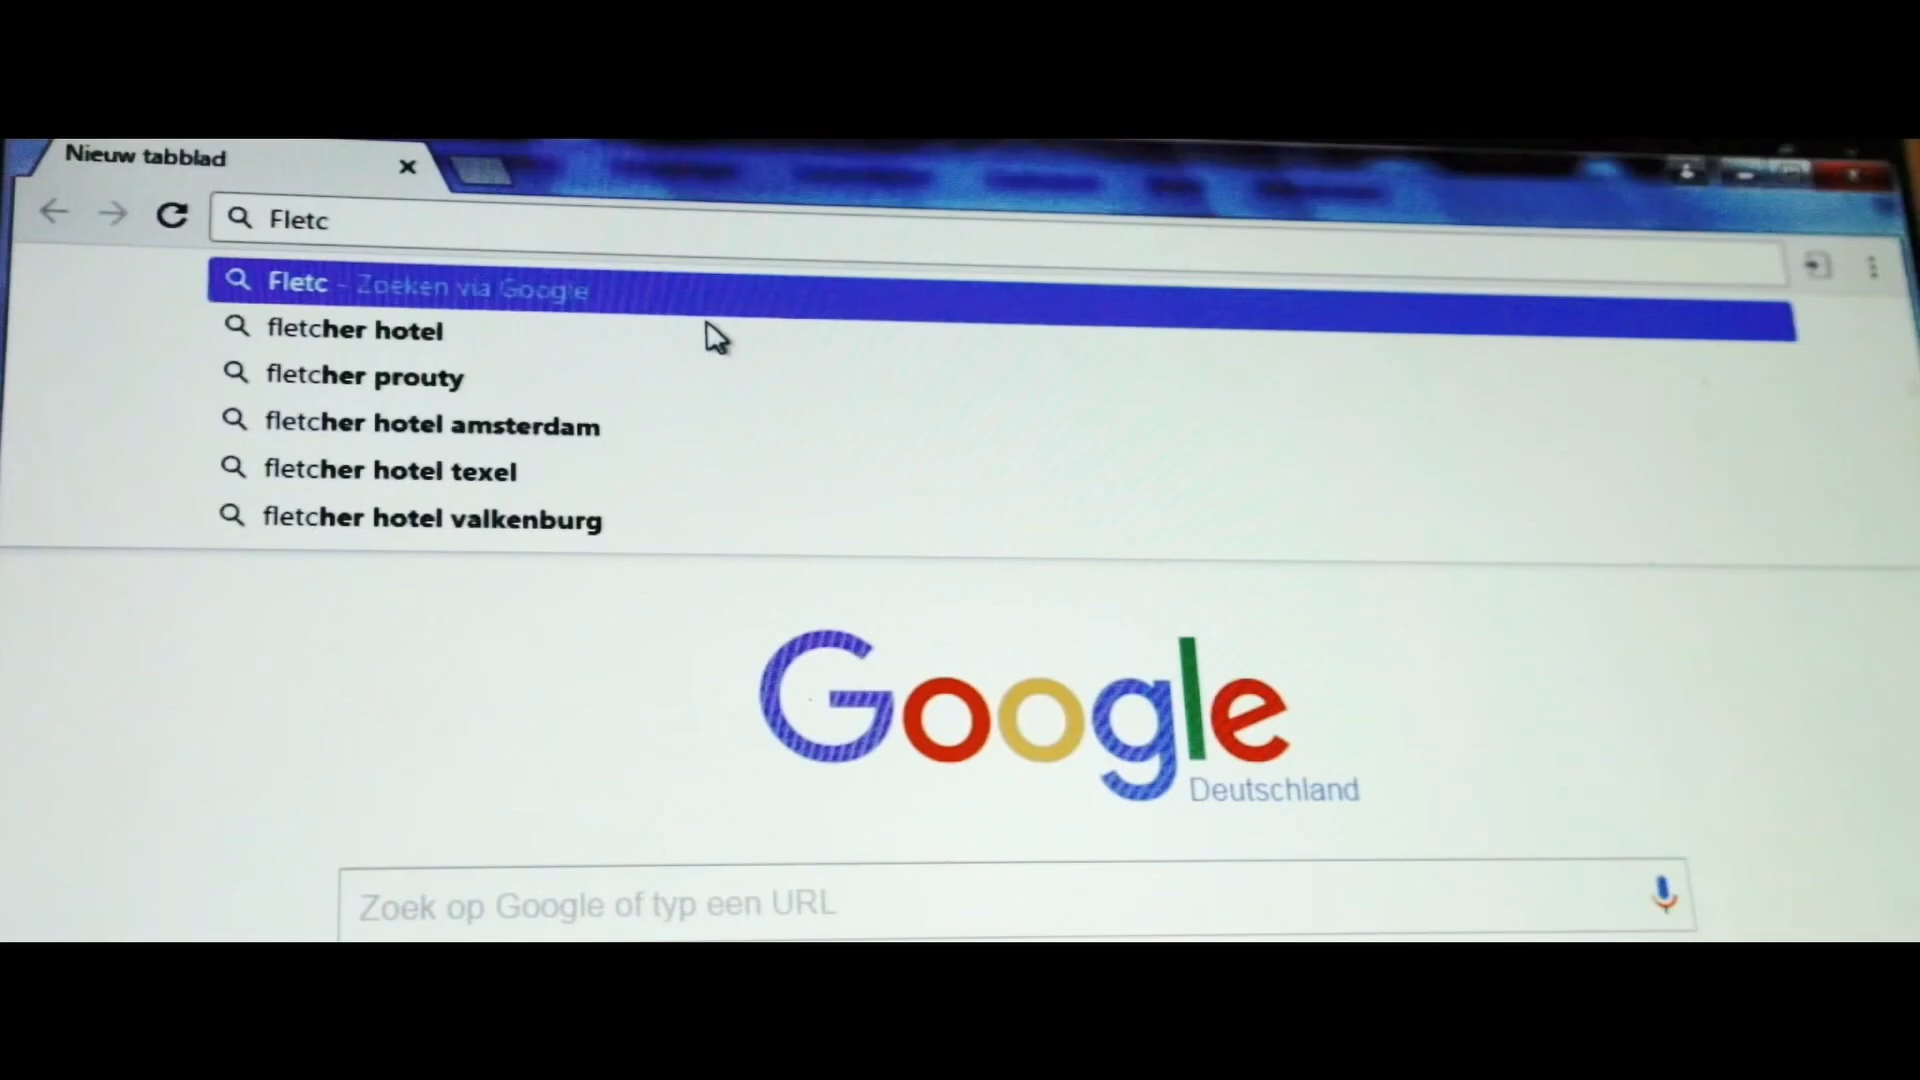 Nieuw tabblad
Fletc
Fletc - Zoeken via Google
fletcher hotel
fletcher prouty
fletcher hotel amsterdam
fletcher hotel texel
fletcher hotel valkenburg
Google
Deutschland
Zoek op Google of typ een URL